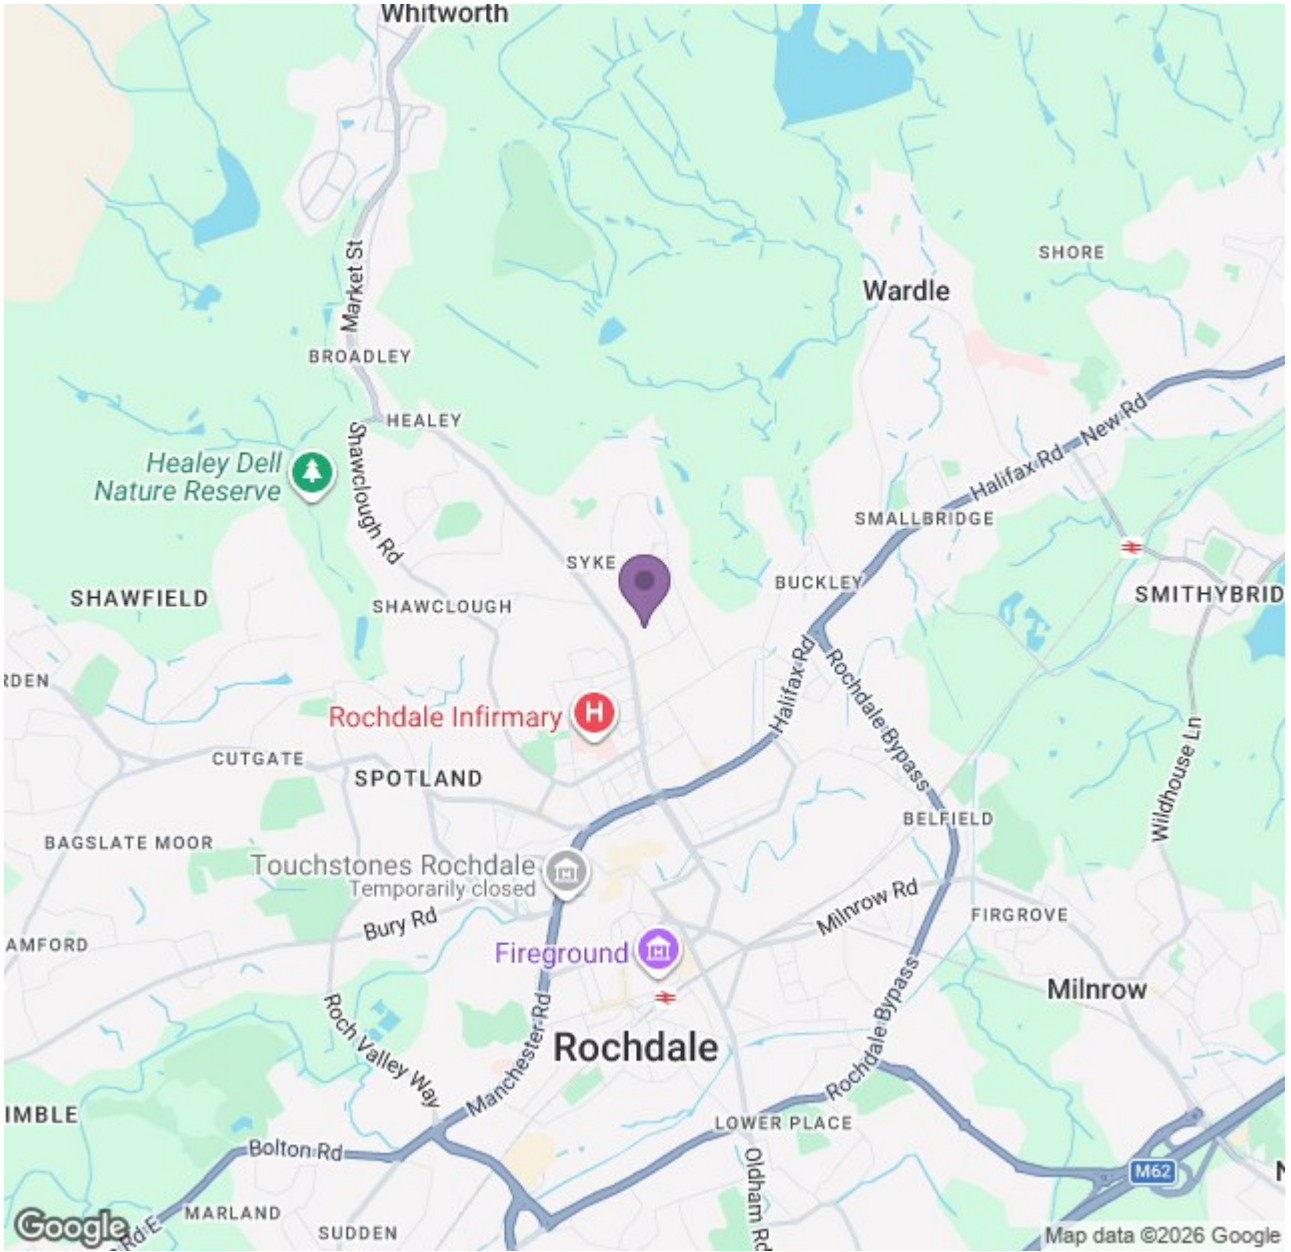 Whitworth
SHORE
Wardle
Market St
BROADLEY
HEALEY
Halifax Rd - New Rd
Healey Dell
Nature Reserve
Shawclough Rd
SMALLBRIDGE
SYKE
BUCKLEY
SHAWFIELD
SHAWCLOUGH
SMITHYBRID
RDEN
Halifax Rd
Rochdale Bypass
Rochdale Infirmary
H
Wildhouse Ln
CUTGATE
SPOTLAND
BELFIELD
BAGSLATE MOOR
Touchstones Rochdale
Temporarily closed
Milnrow Rd
Bury Rd
FIRGROVE
AMFORD
Fireground
Milnrow
Roch Valley Way
Manchester Rd
Rochdale
Rochdale Bypass
IMBLE
LOWER PLACE
Bolton Rd
Oldham Rd
M62
N
MARLAND
SUDDEN
Google
Rd E
Map data ©2026 Google